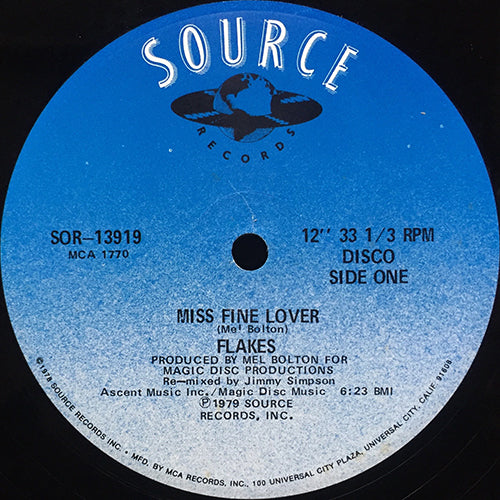 SOURCE
RECORDS
SOR-13919
MCA 1770
12" 33 1/3 RPM
DISCO
SIDE ONE
MISS FINE LOVER
(Mel Bolton)
FLAKES
PRODUCED BY MEL BOLTON FOR
MAGIC DISC PRODUCTIONS
Re-mixed by Jimmy Simpson
Ascent Music Inc./Magic Disc Music 6:23 BMI
Ⓟ1979 SOURCE
RECORDS, INC.
©1978 SOURCE RECORDS INC. • MFD. BY MCA RECORDS, INC., 100 UNIVERSAL CITY PLAZA, UNIVERSAL CITY, CALIF. 91608